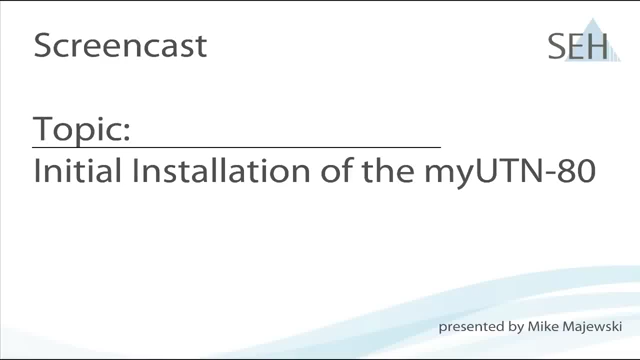 Screencast
SEH
Topic:
Initial Installation of the myUTN-80
presented by Mike Majewski